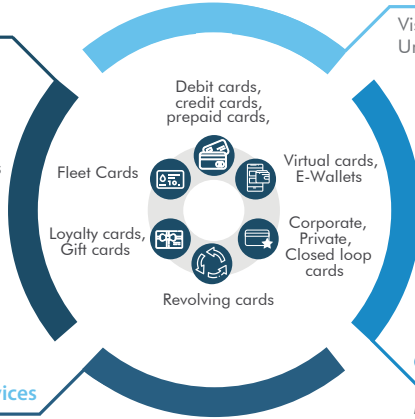 Debit cards,
credit cards,
prepaid cards,
Fleet Cards
Virtual cards,
E-Wallets
Loyalty cards,
Gift cards
Corporate,
Private,
Closed loop
cards
Revolving cards